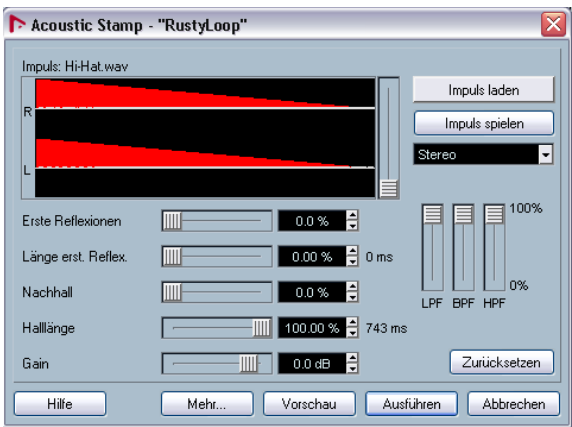 Acoustic Stamp - "RustyLoop"
Impuls: Hi-Hat.wav
R
L
Impuls laden
Impuls spielen
Stereo
Erste Reflexionen 0.0 %
Länge erst. Reflex. 0.00 % 0 ms
Nachhall 0.0 %
Halllänge 100.00 % 743 ms
Gain 0.0 dB
100%
0%
LPF BPF HPF
Zurücksetzen
Hilfe Mehr... Vorschau Ausführen Abbrechen